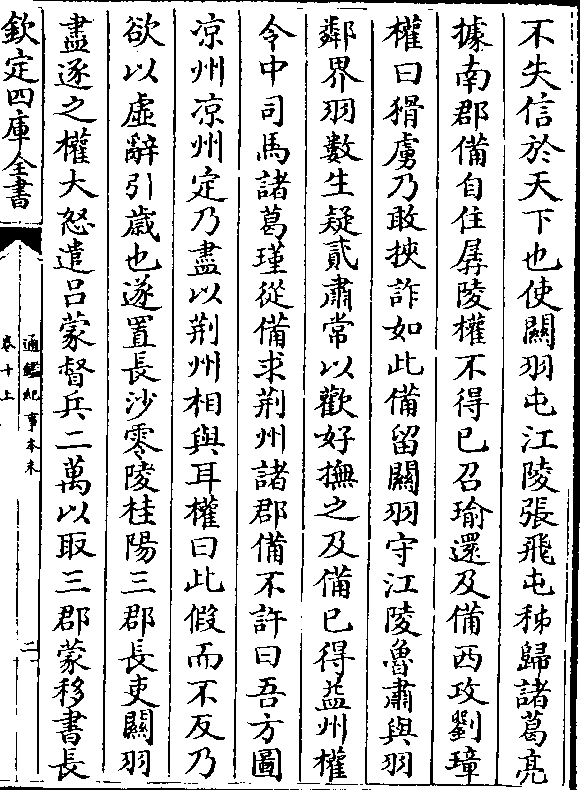 不失信於天下也使關羽屯江陵張飛屯秭歸諸葛亮
據南郡備自住孱陵權不得已召瑜還及備西攻劉璋
權曰猾虜乃敢挾詐如此備留關羽守江陵魯肅與羽
鄰界羽數生疑貳肅常以歡好撫之及備已得益州權
令中司馬諸葛瑾從備求荆州諸郡備不許曰吾方圖
凉州凉州定乃盡以荆州相與耳權曰此假而不反乃
欲以虛辭引歲也遂置長沙零陵桂陽三郡長吏關羽
盡逐之權大怒遣吕蒙督兵二萬以取三郡蒙移書長
欽定四庫全書
通鑑紀事本末
卷十上
二